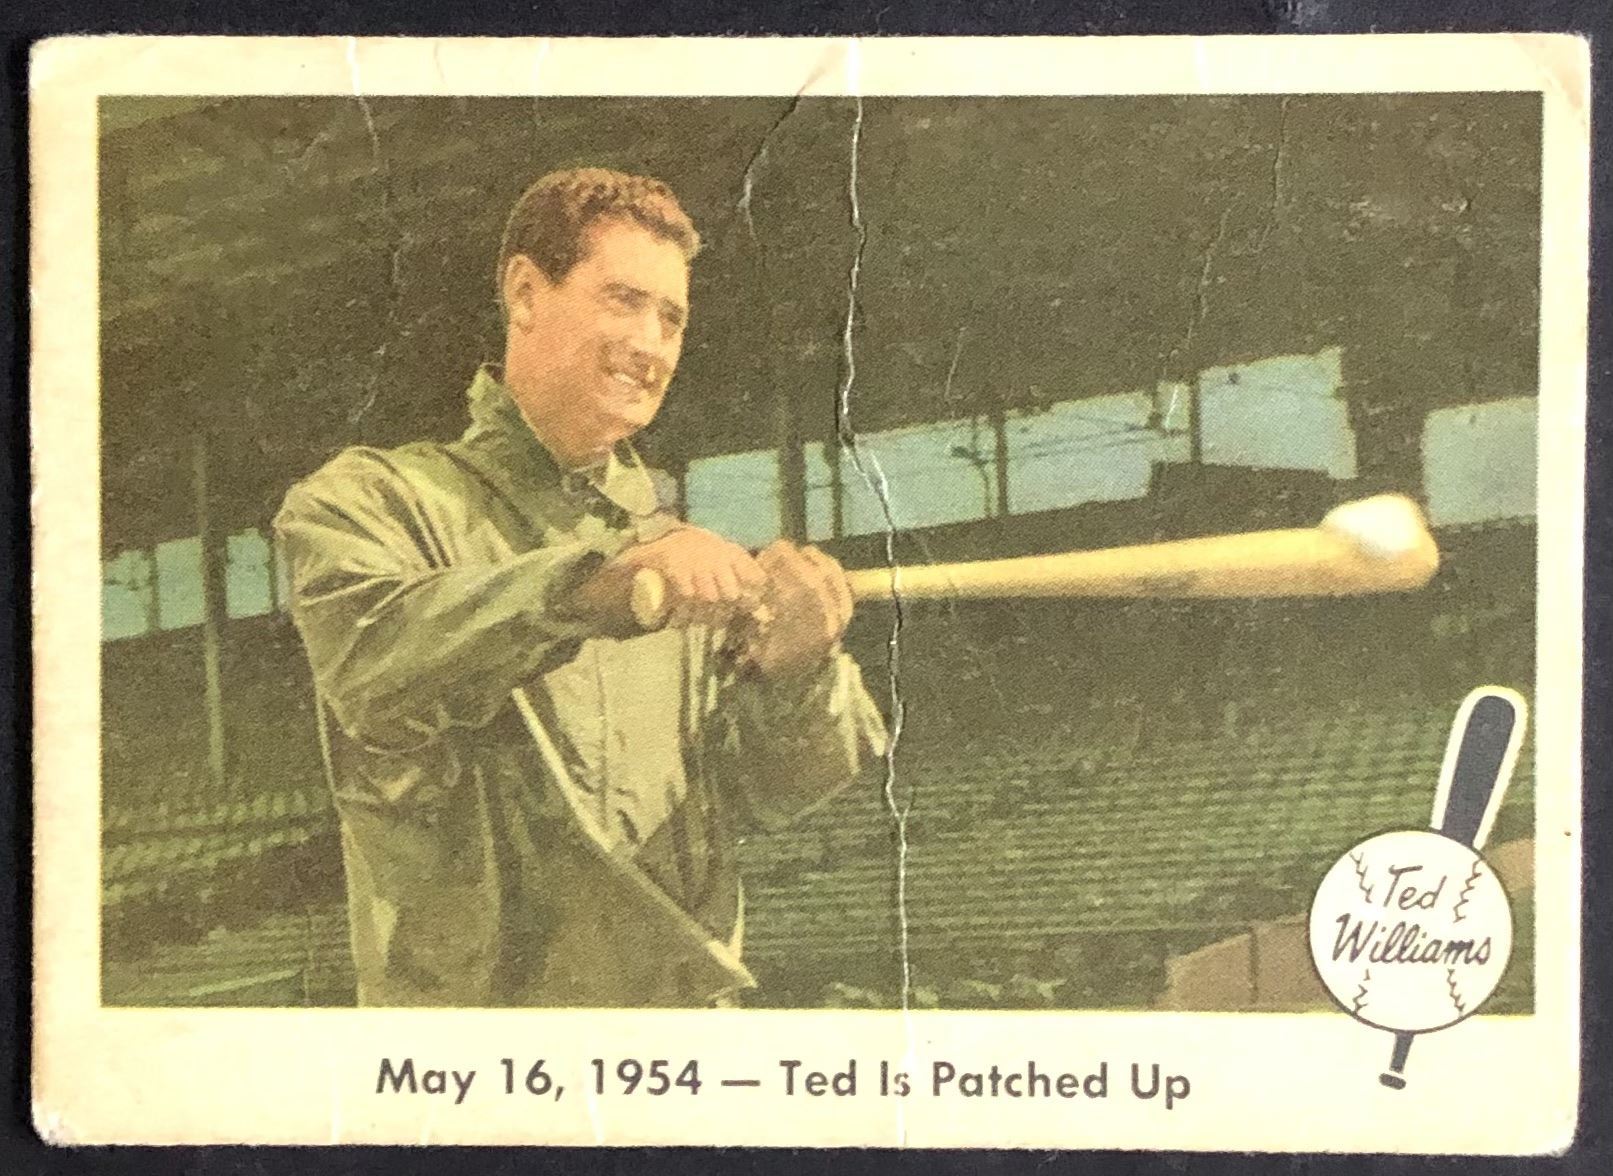 Ted
Williams
May 16, 1954 — Ted Is Patched Up